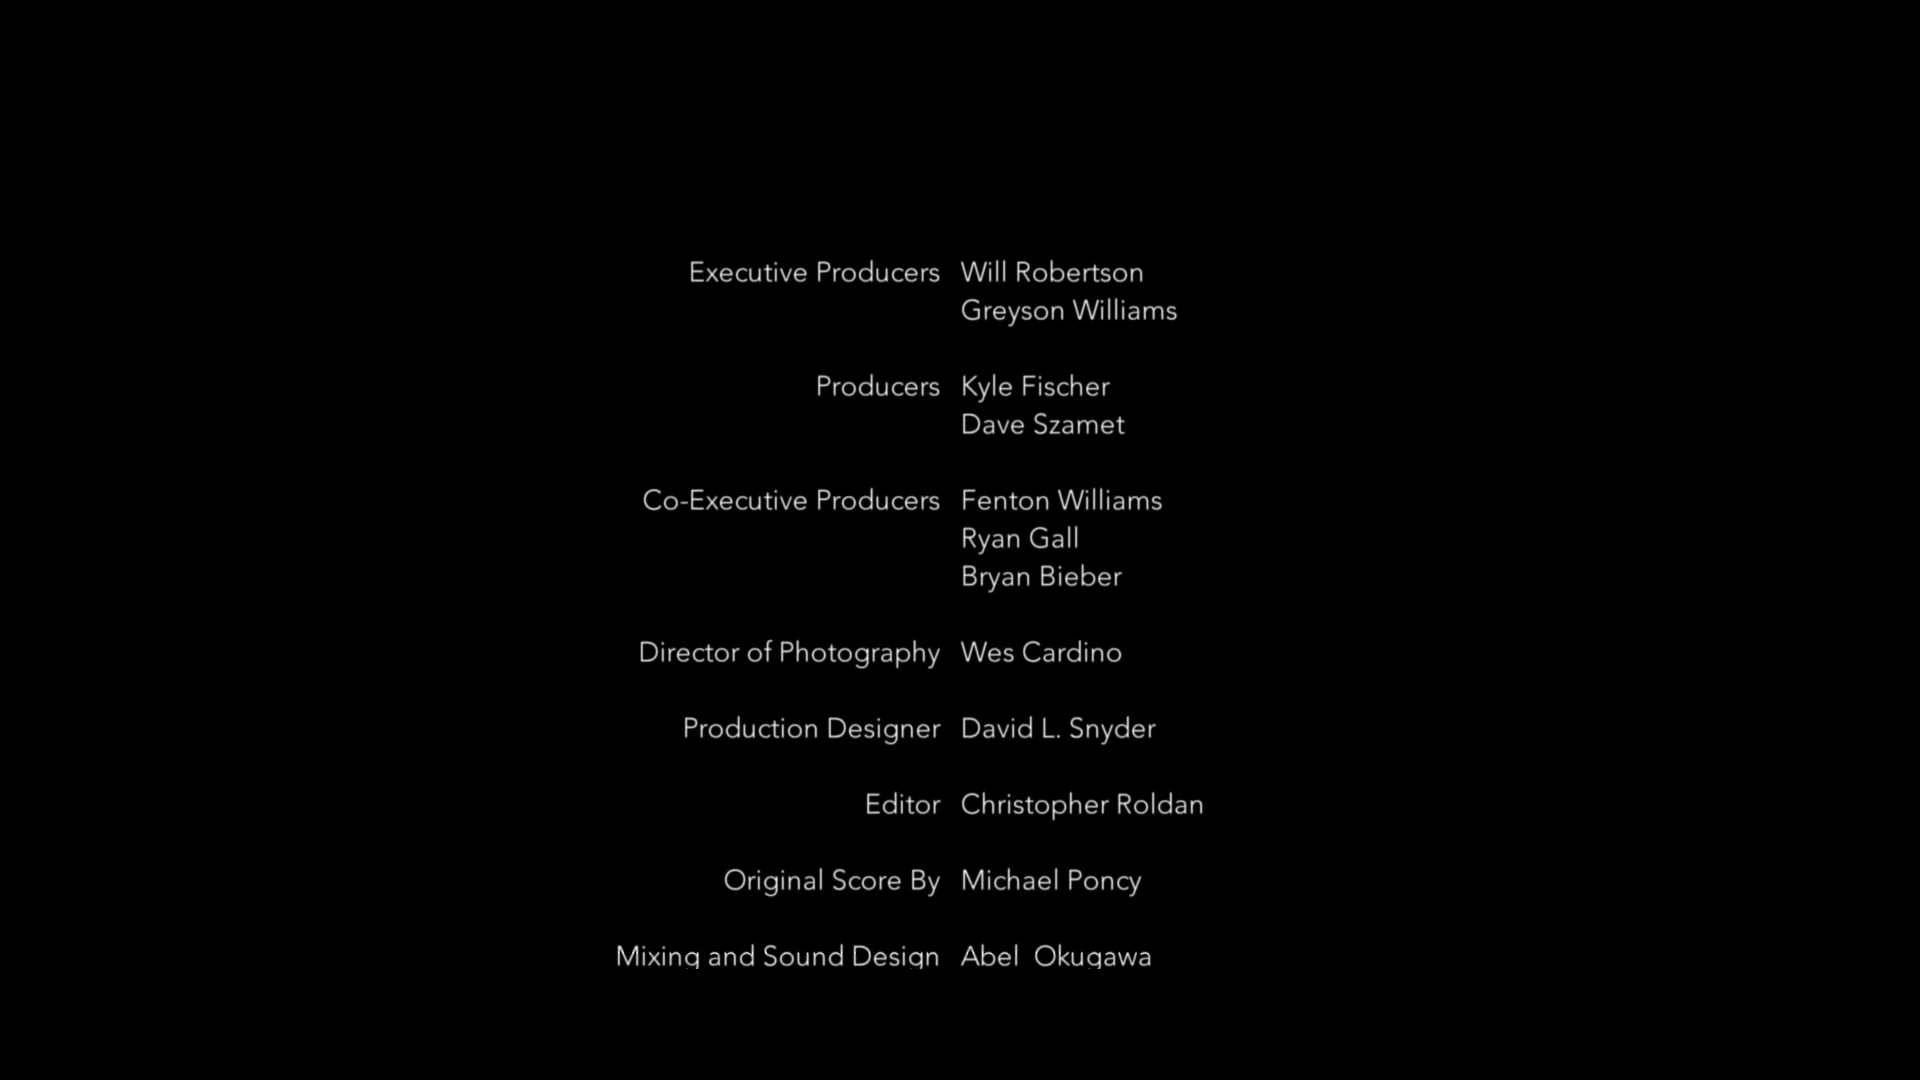 Executive Producers Will Robertson
Greyson Williams
Producers Kyle Fischer
Dave Szamet
Co-Executive Producers Fenton Williams
Ryan Gall
Bryan Bieber
Director of Photography Wes Cardino
Production Designer David L. Snyder
Editor Christopher Roldan
Original Score By Michael Poncy
Mixing and Sound Design Abel Okugawa